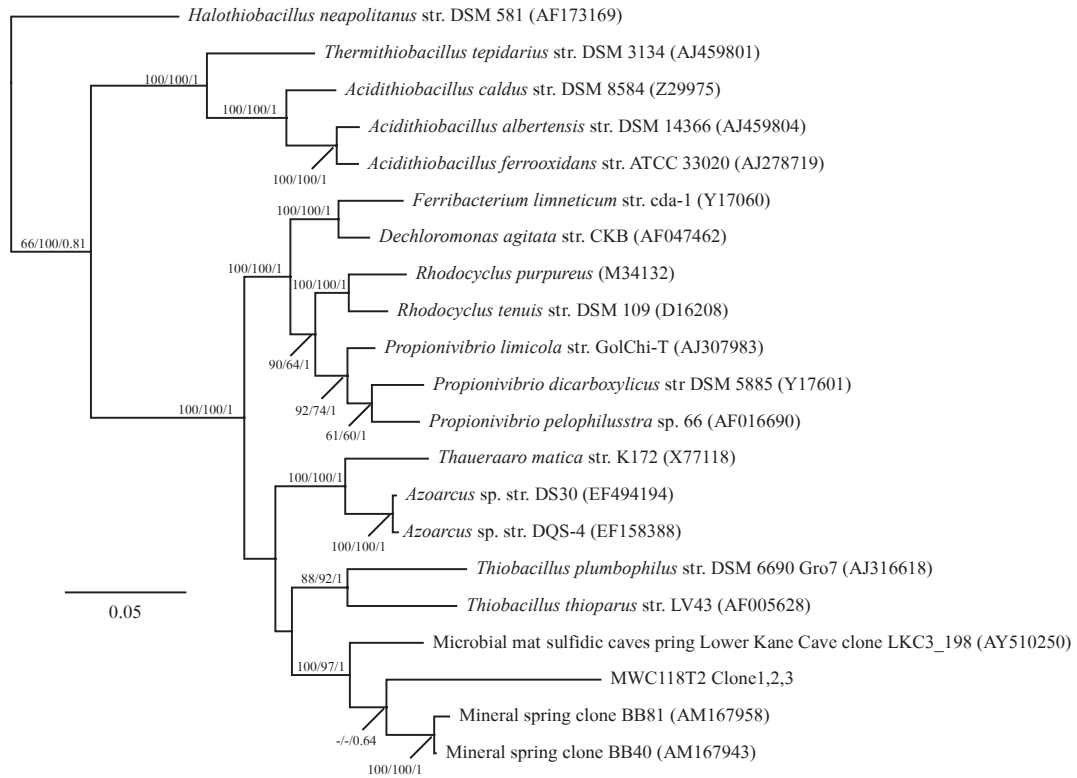 Halothiobacillus neapolitanus str. DSM 581 (AF173169)
Thermithiobacillus tepidarius str. DSM 3134 (AJ459801)
100/100/1
Acidithiobacillus caldus str. DSM 8584 (Z29975)
100/100/1
Acidithiobacillus albertensis str. DSM 14366 (AJ459804)
Acidithiobacillus ferrooxidans str. ATCC 33020 (AJ278719)
100/100/1
Ferribacterium limneticum str. cda-1 (Y17060)
100/100/1
Dechloromonas agitata str. CKB (AF047462)
66/100/0.81
100/100/1
Rhodocyclus purpureus (M34132)
100/100/1
Rhodocyclus tenuis str. DSM 109 (D16208)
Propionivibrio limicola str. GolChi-T (AJ307983)
90/64/1
Propionivibrio dicarboxylicus str DSM 5885 (Y17601)
92/74/1
100/100/1
Propionivibrio pelophilusstra sp. 66 (AF016690)
61/60/1
Thaueraaro matica str. K172 (X77118)
100/100/1
Azoarcus sp. str. DS30 (EF494194)
Azoarcus sp. str. DQS-4 (EF158388)
100/100/1
Thiobacillus plumbophilus str. DSM 6690 Gro7 (AJ316618)
88/92/1
0.05
Thiobacillus thioparus str. LV43 (AF005628)
Microbial mat sulfidic caves pring Lower Kane Cave clone LKC3_198 (AY510250)
100/97/1
MWC118T2 Clone1,2,3
Mineral spring clone BB81 (AM167958)
-/-/0.64
Mineral spring clone BB40 (AM167943)
100/100/1